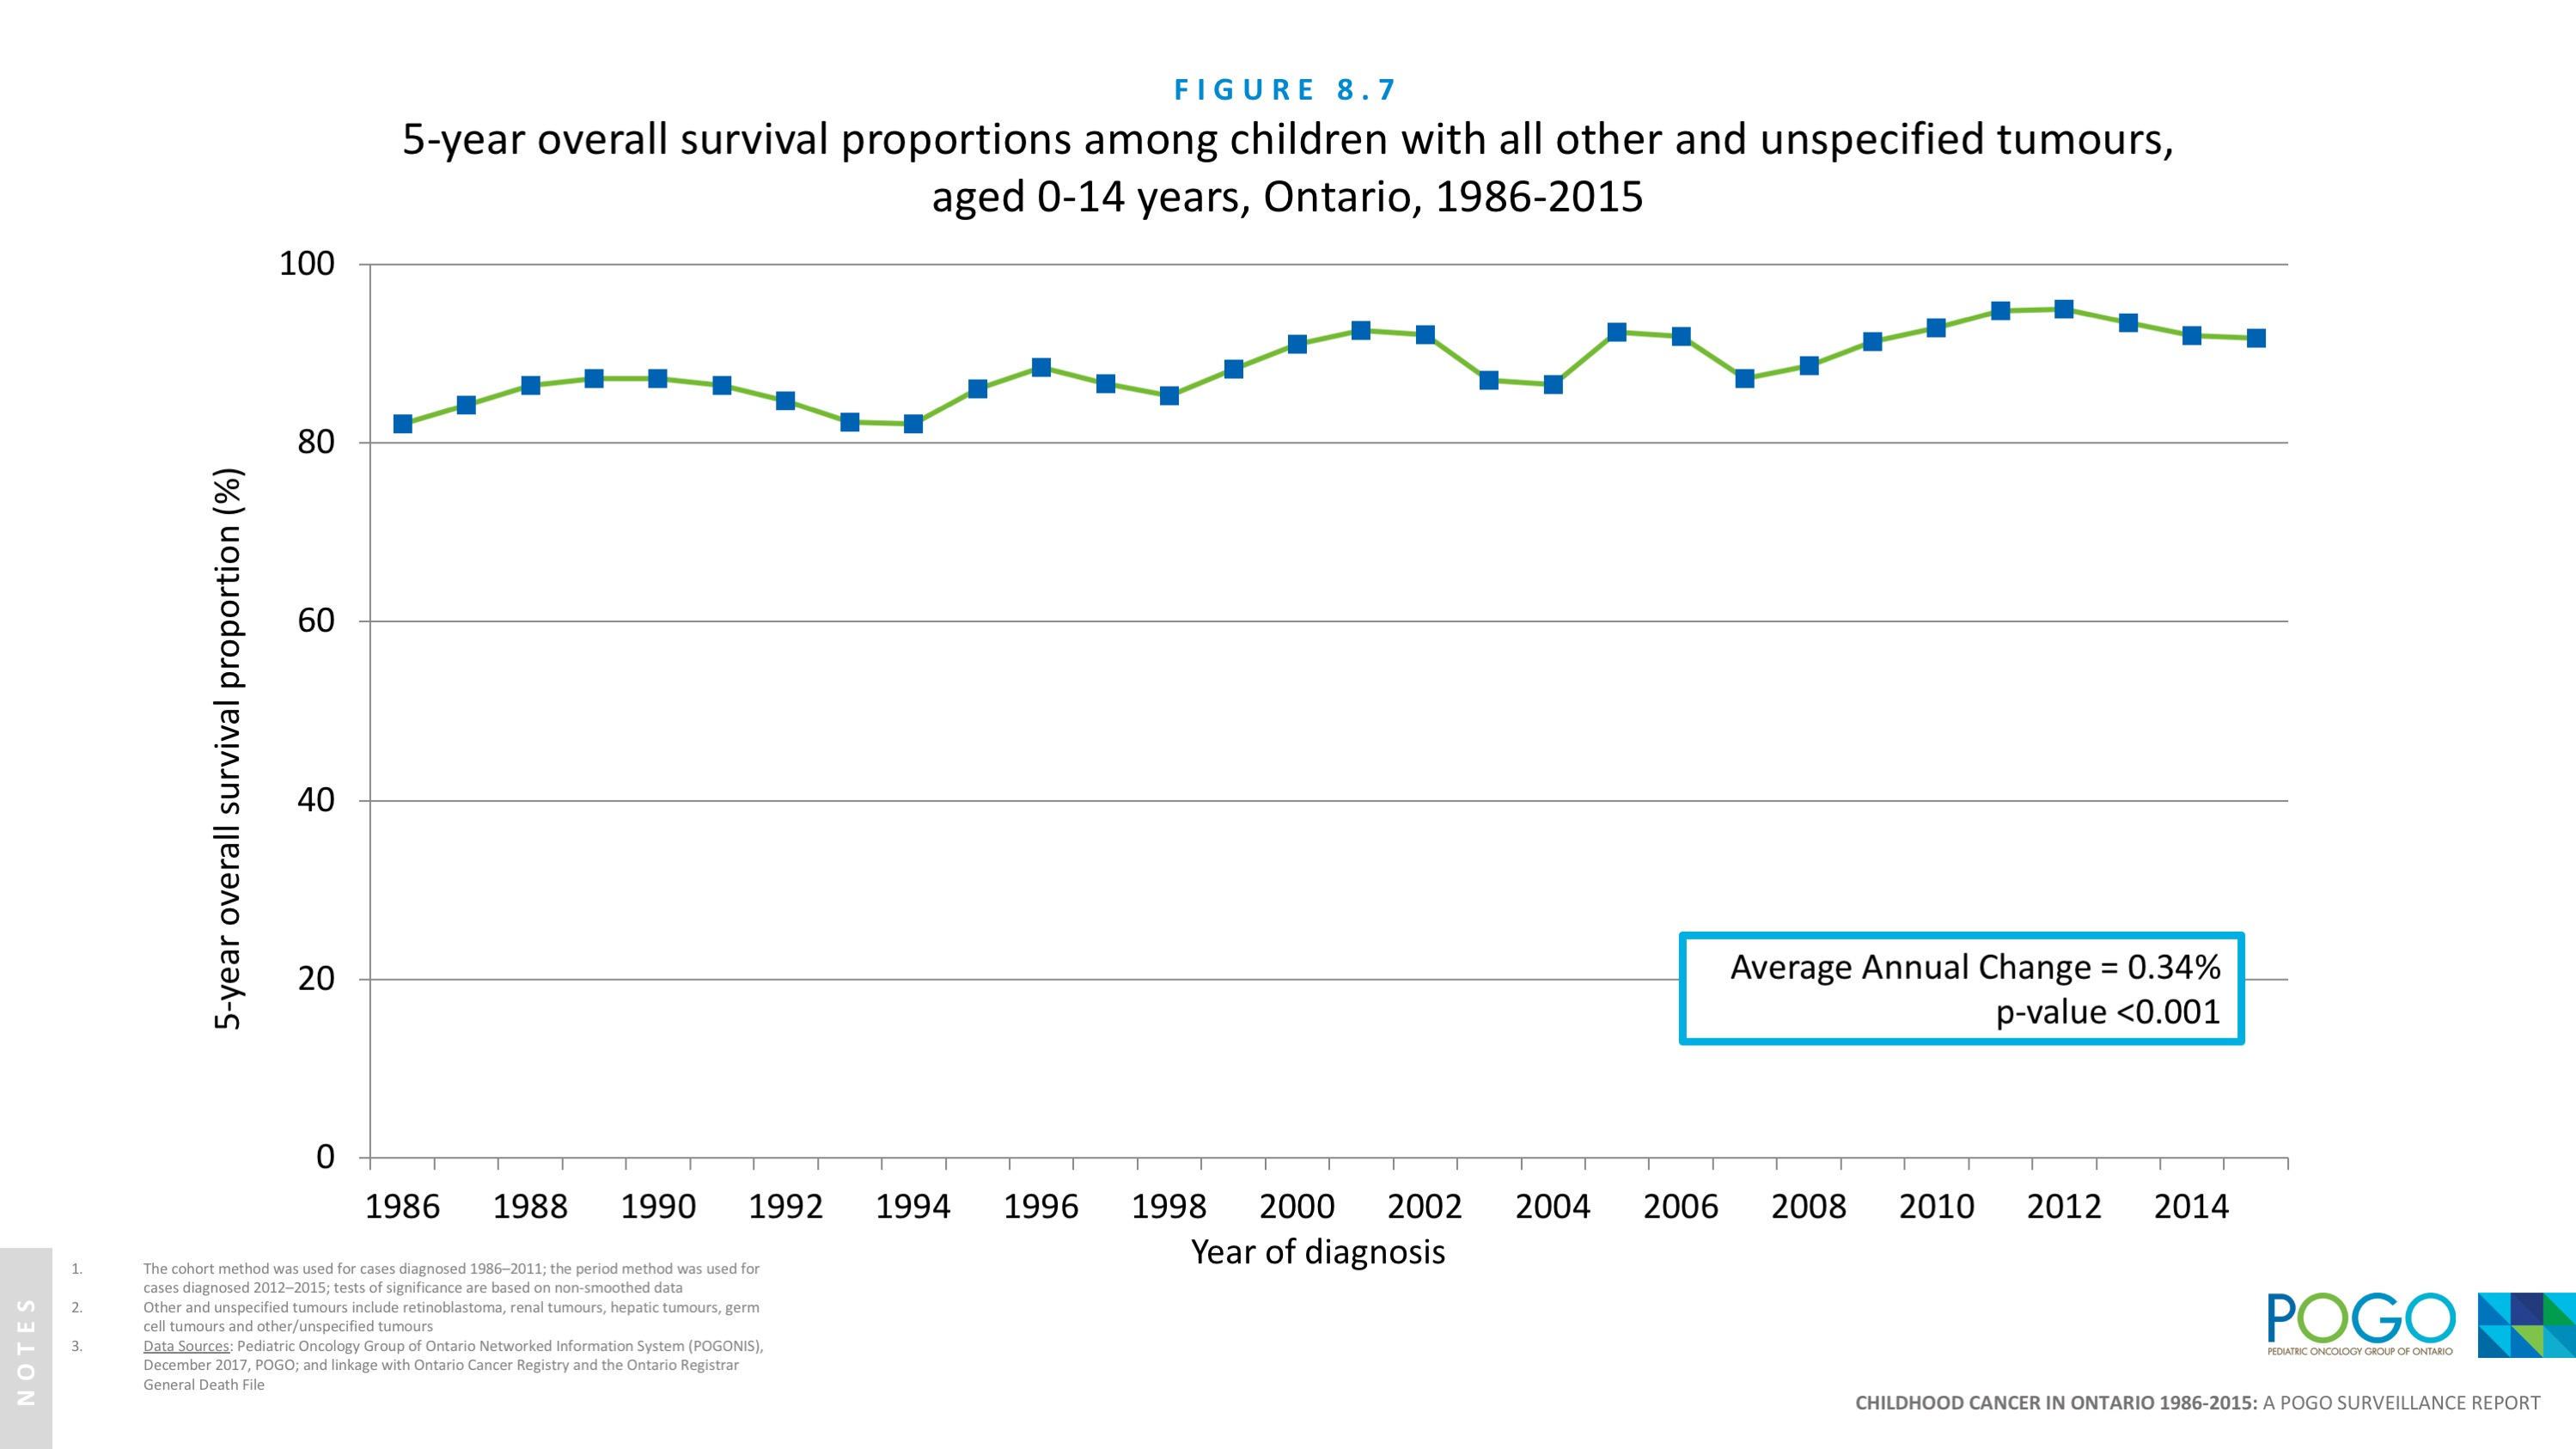 FIGURE 8.7
5-year overall survival proportions among children with all other and unspecified tumours,
aged 0-14 years, Ontario, 1986-2015
100
80
60
40
20
0
5-year overall survival proportion (%)
Average Annual Change = 0.34%
p-value <0.001
1986 1988 1990 1992 1994 1996 1998 2000 2002 2004 2006 2008 2010 2012 2014
Year of diagnosis
NOTES
1. The cohort method was used for cases diagnosed 1986–2011; the period method was used for
cases diagnosed 2012–2015; tests of significance are based on non-smoothed data
2. Other and unspecified tumours include retinoblastoma, renal tumours, hepatic tumours, germ
cell tumours and other/unspecified tumours
3. Data Sources: Pediatric Oncology Group of Ontario Networked Information System (POGONIS),
December 2017, POGO; and linkage with Ontario Cancer Registry and the Ontario Registrar
General Death File
POGO
PEDIATRIC ONCOLOGY GROUP OF ONTARIO
CHILDHOOD CANCER IN ONTARIO 1986-2015: A POGO SURVEILLANCE REPORT